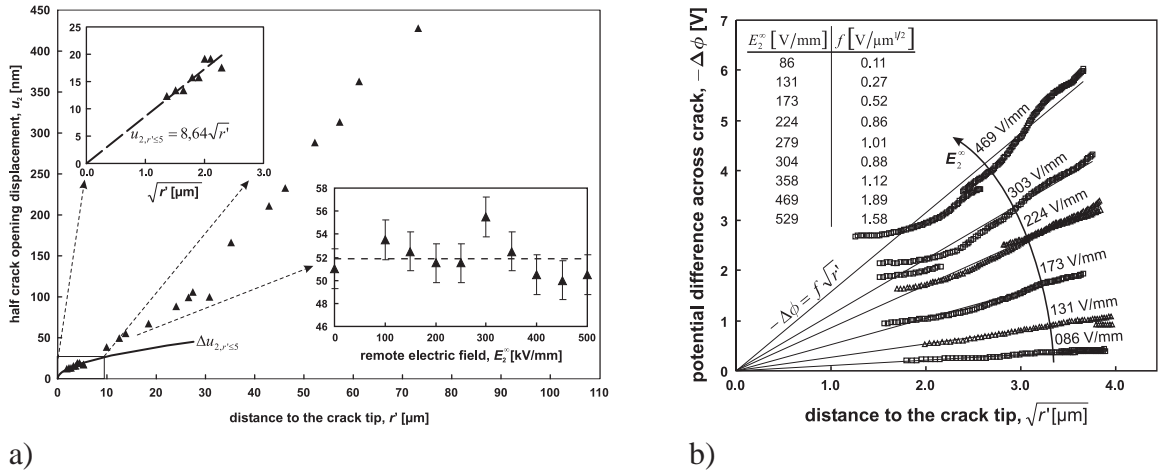 450
400
350
300
250
200
150
100
50
0
half crack opening displacement, u₂ [nm]
0 10 20 30 40 50 60 70 80 90 100 110
distance to the crack tip, r' [µm]
25
20
15
10
5
0
u₂,r'≤5 = 8,64√r'
0.0 1.0 2.0 3.0
√r' [µm]
58
56
54
52
50
48
46
0 100 200 300 400 500
remote electric field, E₂^∞ [kV/mm]
Δu₂,r'≤5
a)
7
6
5
4
3
2
1
0
potential difference across crack, −Δϕ [V]
E₂^∞ [V/mm] f [V/µm^1/2]
86 0.11
131 0.27
173 0.52
224 0.86
279 1.01
304 0.88
358 1.12
469 1.89
529 1.58
E₂^∞
469 V/mm
303 V/mm
224 V/mm
173 V/mm
131 V/mm
086 V/mm
−Δϕ = f√r'
0.0 1.0 2.0 3.0 4.0
distance to the crack tip, √r' [µm]
b)